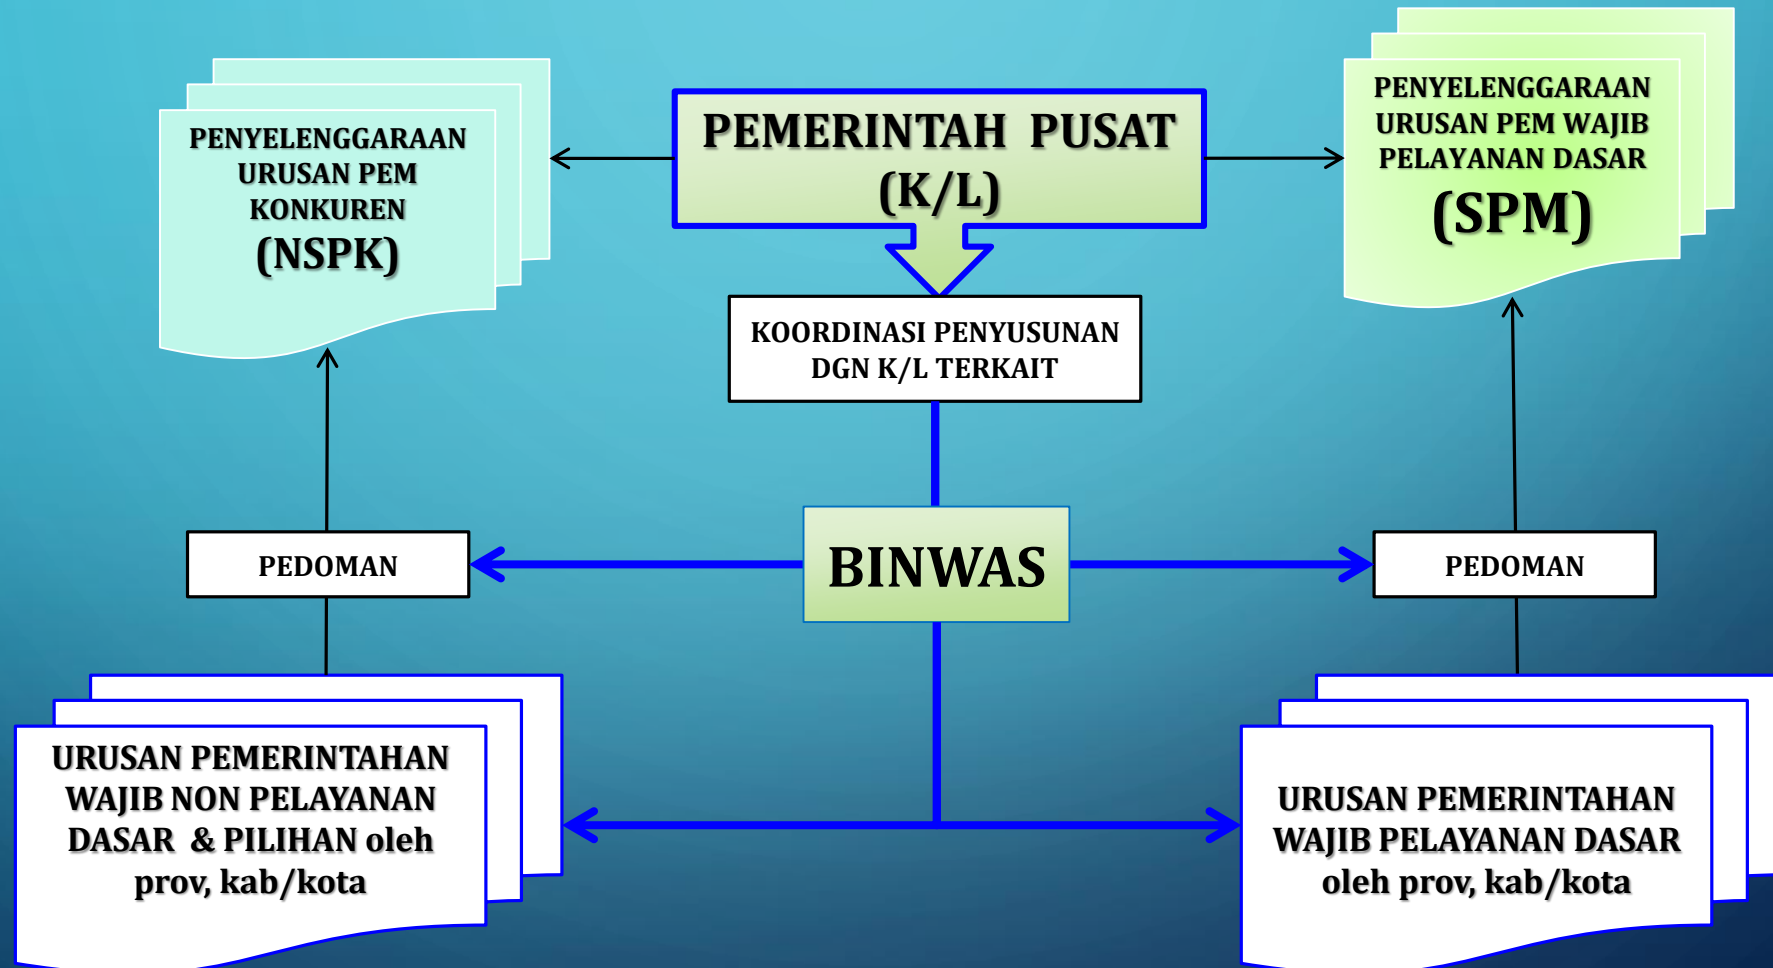 PENYELENGGARAAN
URUSAN PEM
KONKUREN
(NSPK)
PEMERINTAH PUSAT
(K/L)
PENYELENGGARAAN
URUSAN PEM WAJIB
PELAYANAN DASAR
(SPM)
KOORDINASI PENYUSUNAN
DGN K/L TERKAIT
PEDOMAN
BINWAS
PEDOMAN
URUSAN PEMERINTAHAN
WAJIB NON PELAYANAN
DASAR & PILIHAN oleh
prov, kab/kota
URUSAN PEMERINTAHAN
WAJIB PELAYANAN DASAR
oleh prov, kab/kota